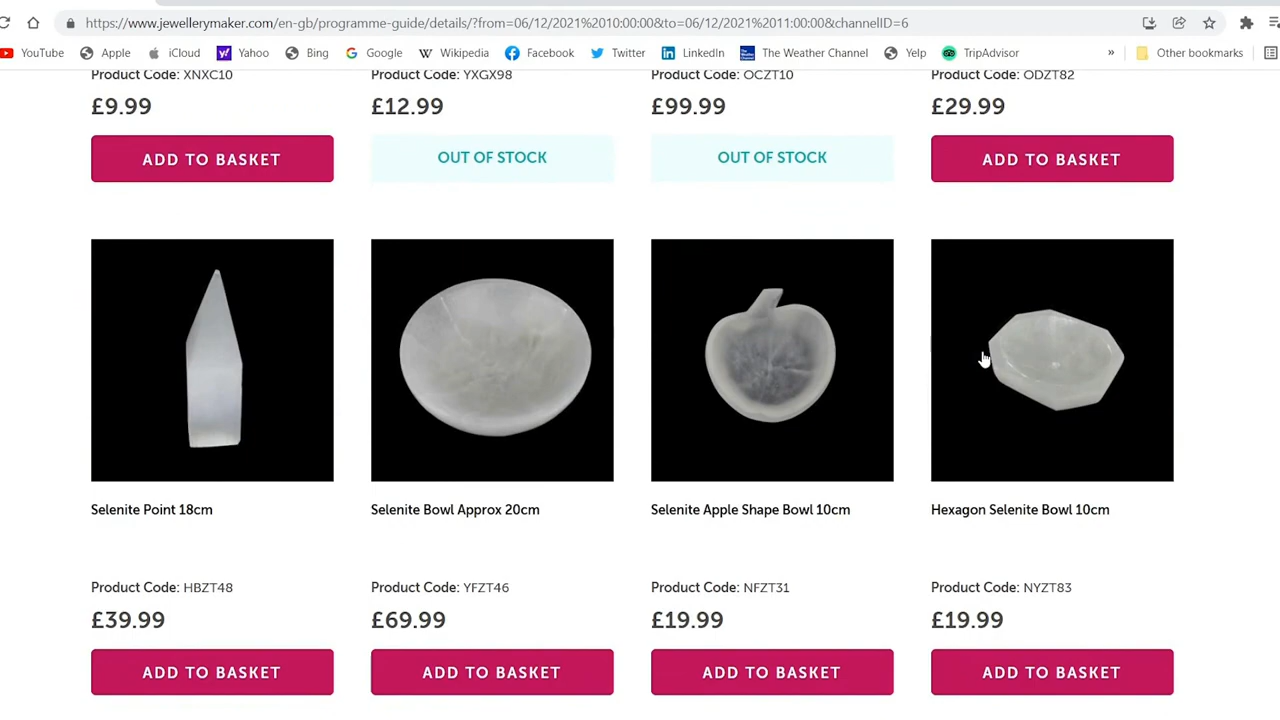 https://www.jewellerymaker.com/en-gb/programme-guide/details/?from=06/12/2021%2010:00:00&to=06/12/2021%2011:00:00&channelID=6
YouTube Apple iCloud Yahoo Bing Google Wikipedia Facebook Twitter LinkedIn The Weather Channel Yelp TripAdvisor » Other bookmarks
Product Code: XNXC10 Product Code: YXGX98 Product Code: OCZT10 Product Code: ODZT82
£9.99 £12.99 £99.99 £29.99
ADD TO BASKET OUT OF STOCK OUT OF STOCK ADD TO BASKET
Selenite Point 18cm Selenite Bowl Approx 20cm Selenite Apple Shape Bowl 10cm Hexagon Selenite Bowl 10cm
Product Code: HBZT48 Product Code: YFZT46 Product Code: NFZT31 Product Code: NYZT83
£39.99 £69.99 £19.99 £19.99
ADD TO BASKET ADD TO BASKET ADD TO BASKET ADD TO BASKET